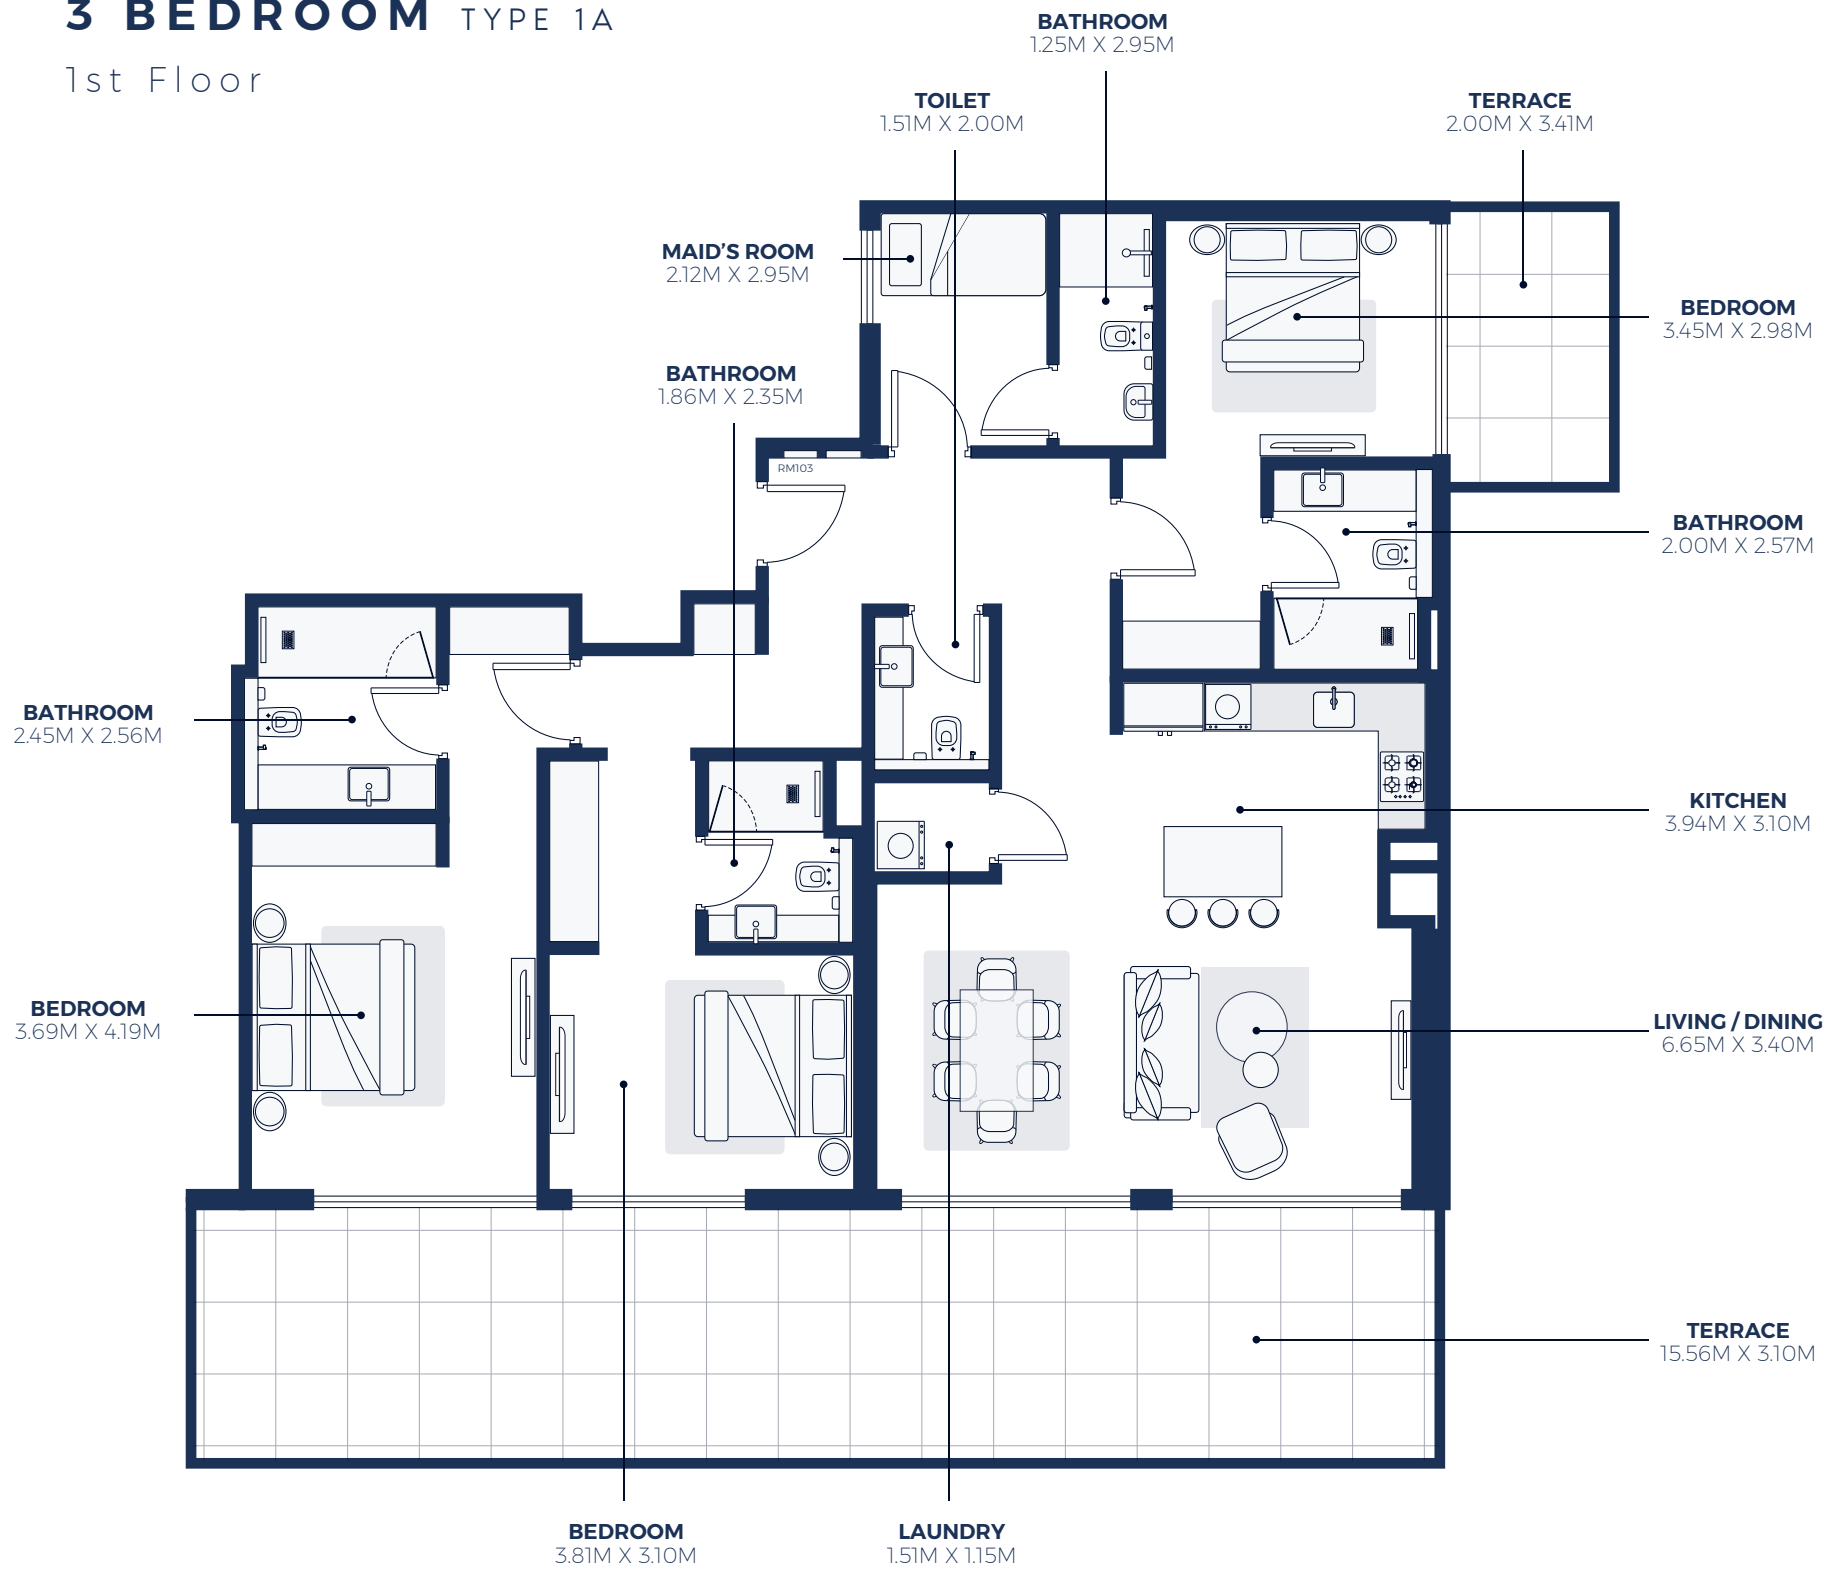 3 BEDROOM TYPE 1A
1st Floor
BATHROOM
1.25M X 2.95M
TOILET
1.51M X 2.00M
TERRACE
2.00M X 3.41M
MAID'S ROOM
2.12M X 2.95M
BEDROOM
3.45M X 2.98M
BATHROOM
1.86M X 2.35M
RM103
BATHROOM
2.00M X 2.57M
BATHROOM
2.45M X 2.56M
KITCHEN
3.94M X 3.10M
BEDROOM
3.69M X 4.19M
LIVING / DINING
6.65M X 3.40M
TERRACE
15.56M X 3.10M
BEDROOM
3.81M X 3.10M
LAUNDRY
1.51M X 1.15M